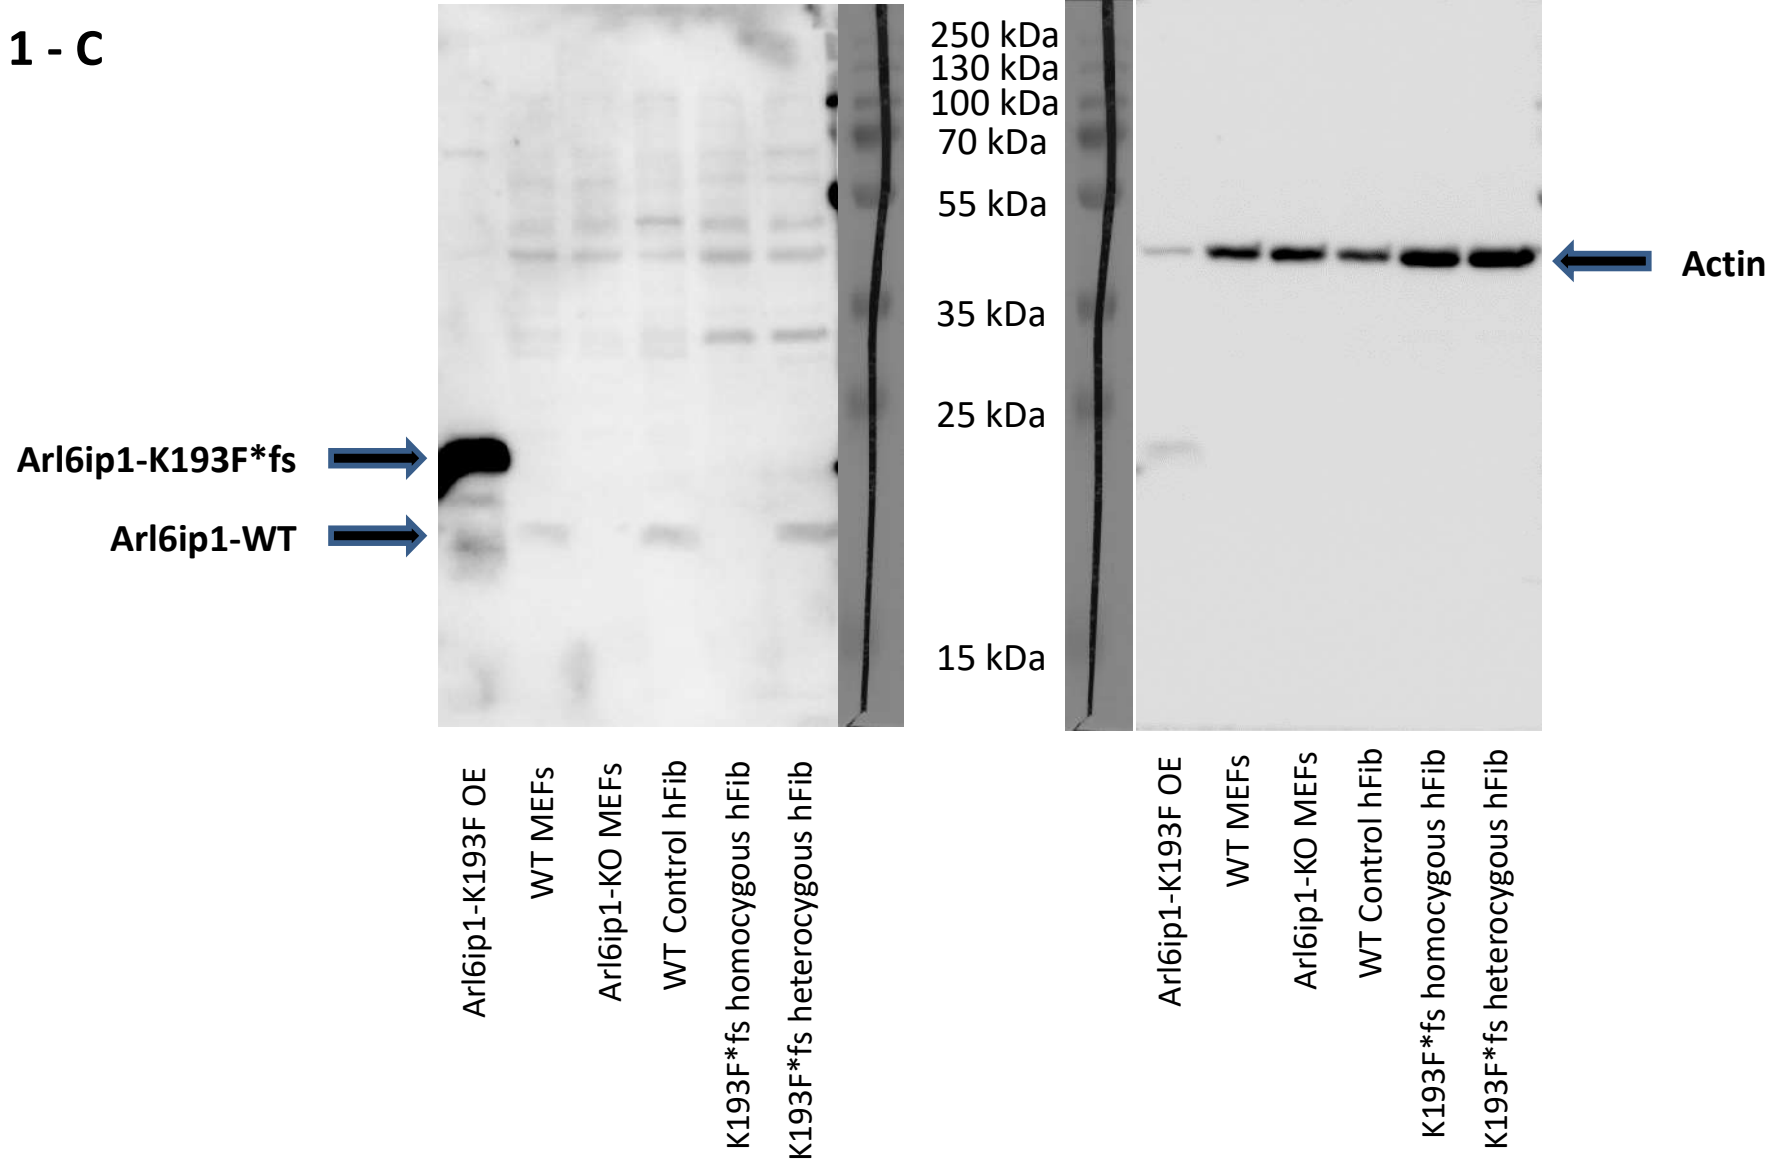 1 - C
250 kDa
130 kDa
100 kDa
70 kDa
55 kDa
35 kDa
25 kDa
15 kDa
Actin
Arl6ip1-K193F*fs
Arl6ip1-WT
Arl6ip1-K193F OE
WT MEFs
Arl6ip1-KO MEFs
WT Control hFib
K193F*fs homocygous hFib
K193F*fs heterocygous hFib
Arl6ip1-K193F OE
WT MEFs
Arl6ip1-KO MEFs
WT Control hFib
K193F*fs homocygous hFib
K193F*fs heterocygous hFib